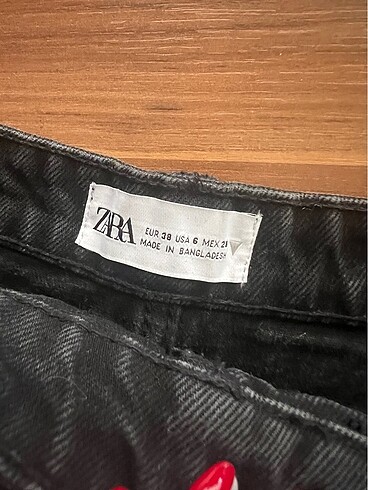 ZARA
EUR 38 USA 6 MEX 28
MADE IN BANGLADESH